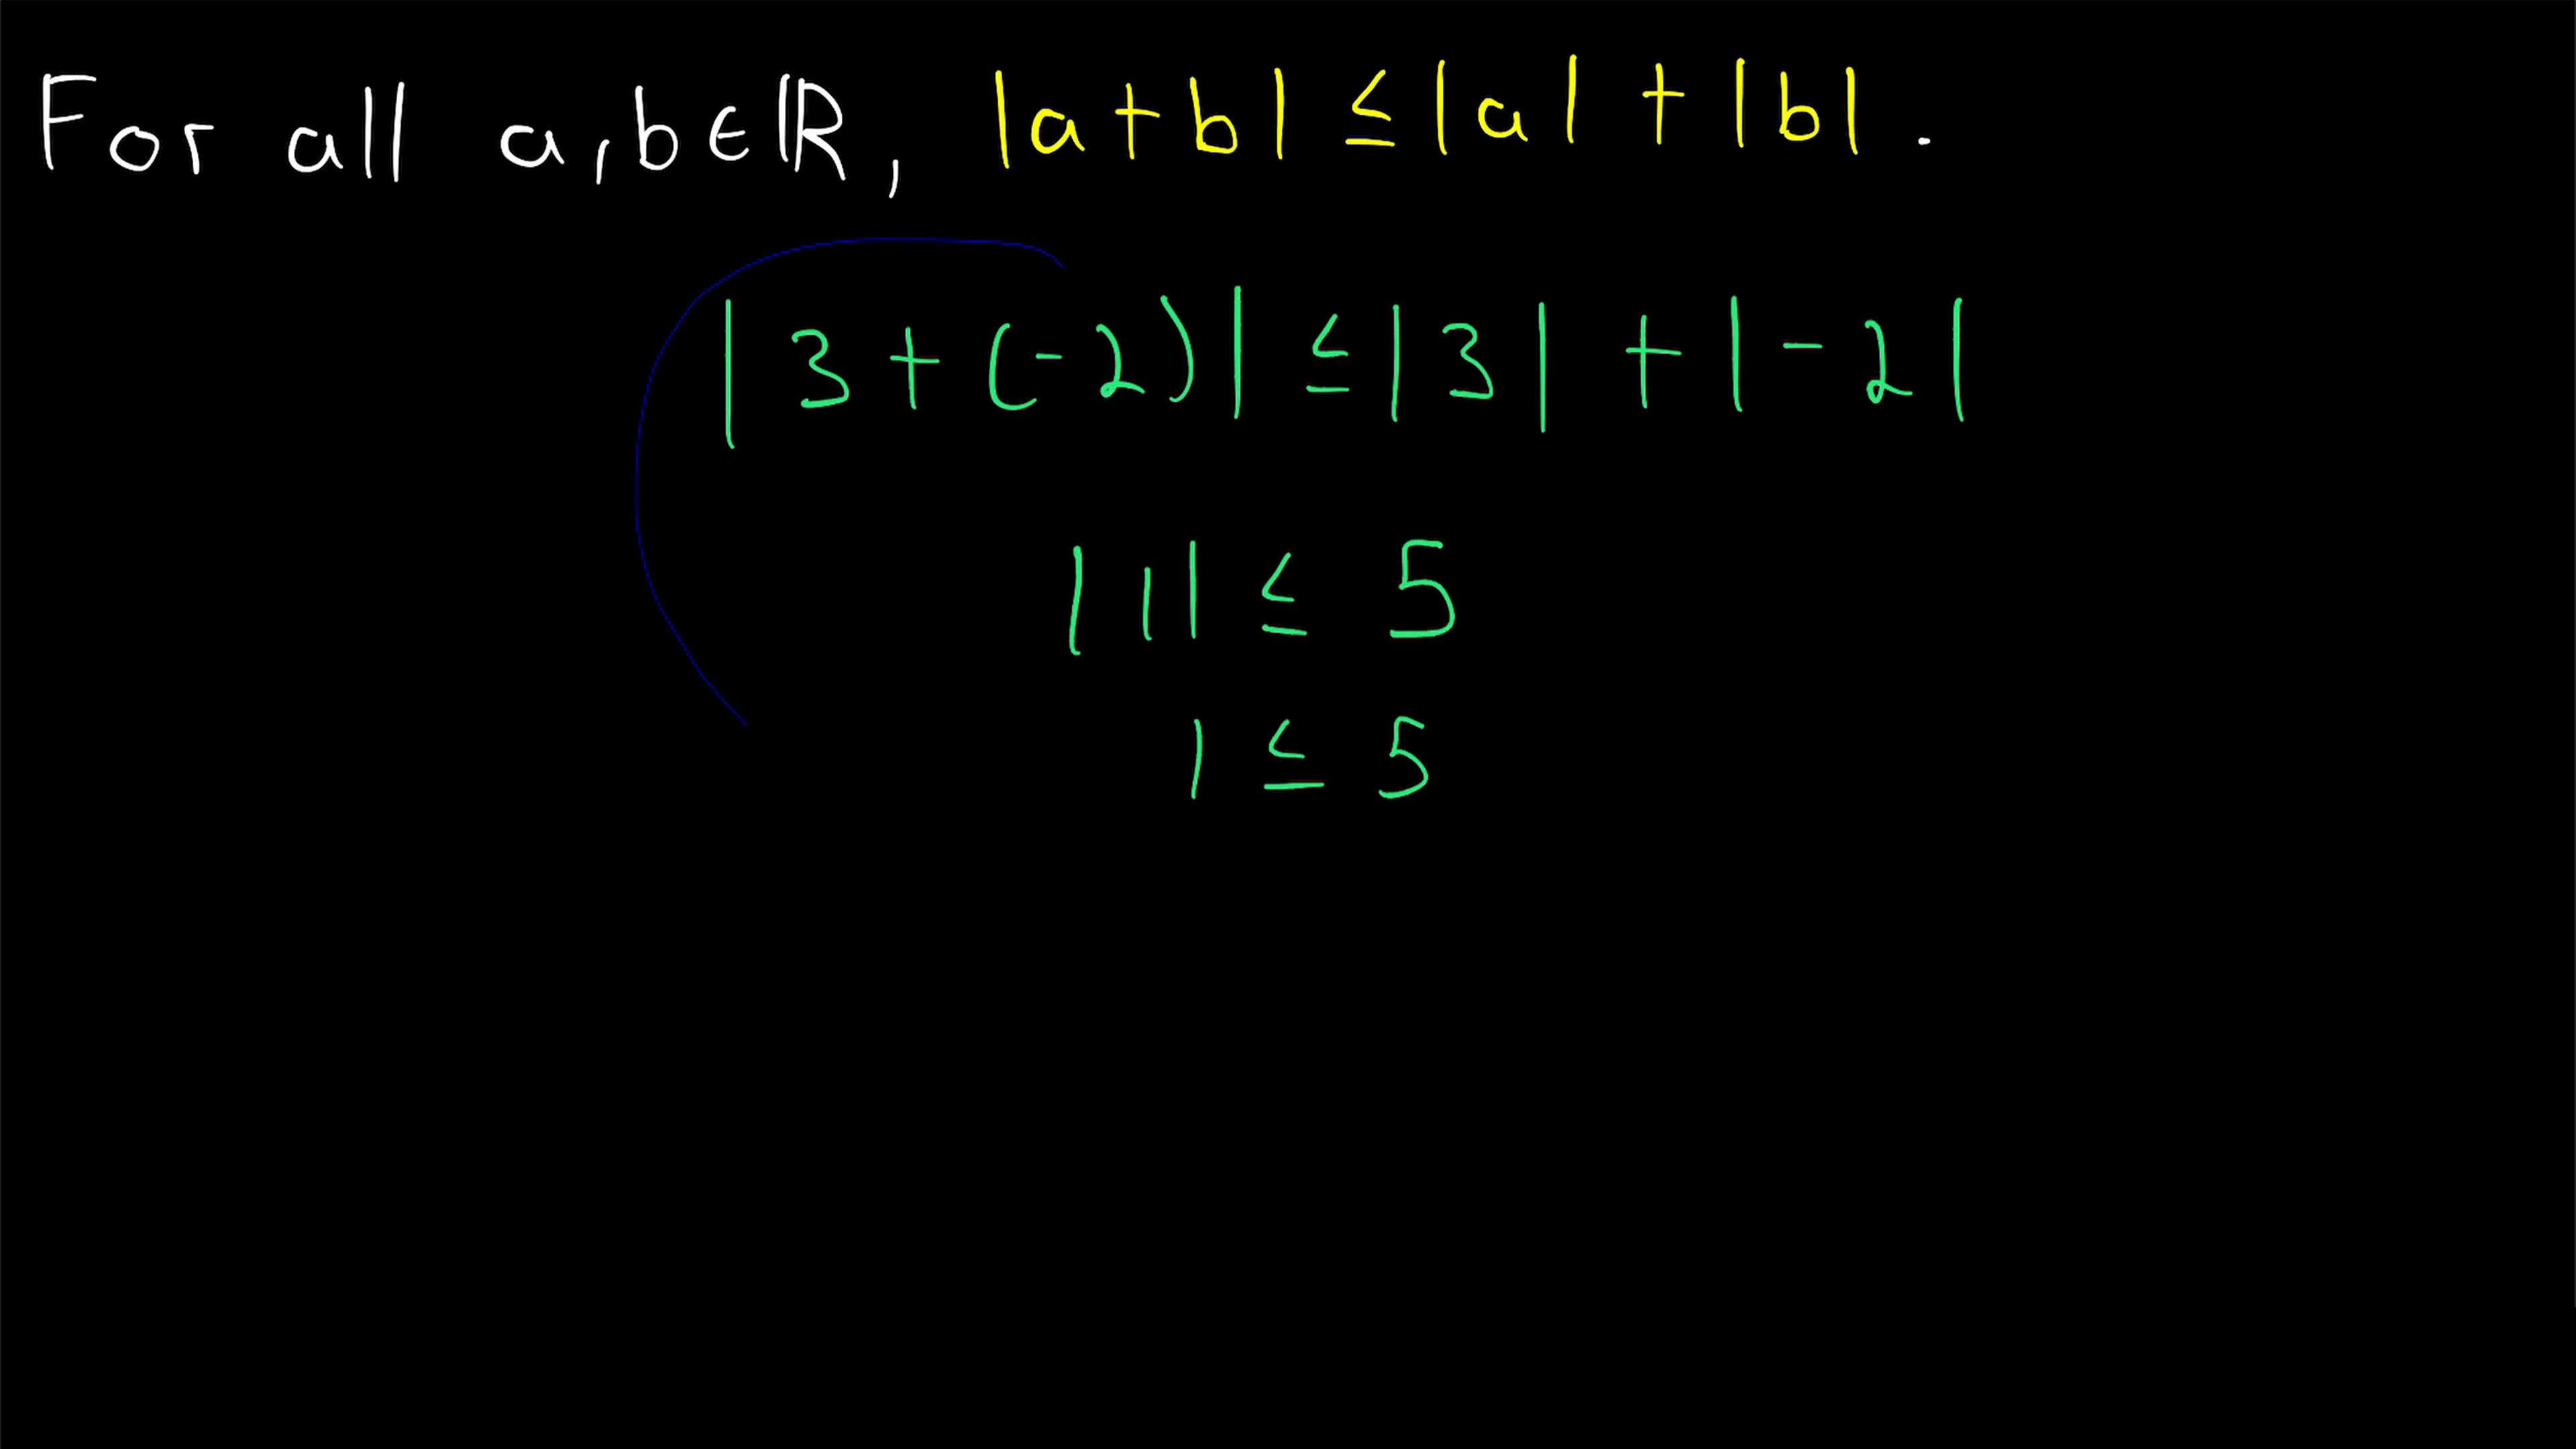 For all a,b∈ℝ, |a+b| ≤ |a| + |b|.
|3+(-2)| ≤ |3| + |-2|
|1| ≤ 5
1 ≤ 5